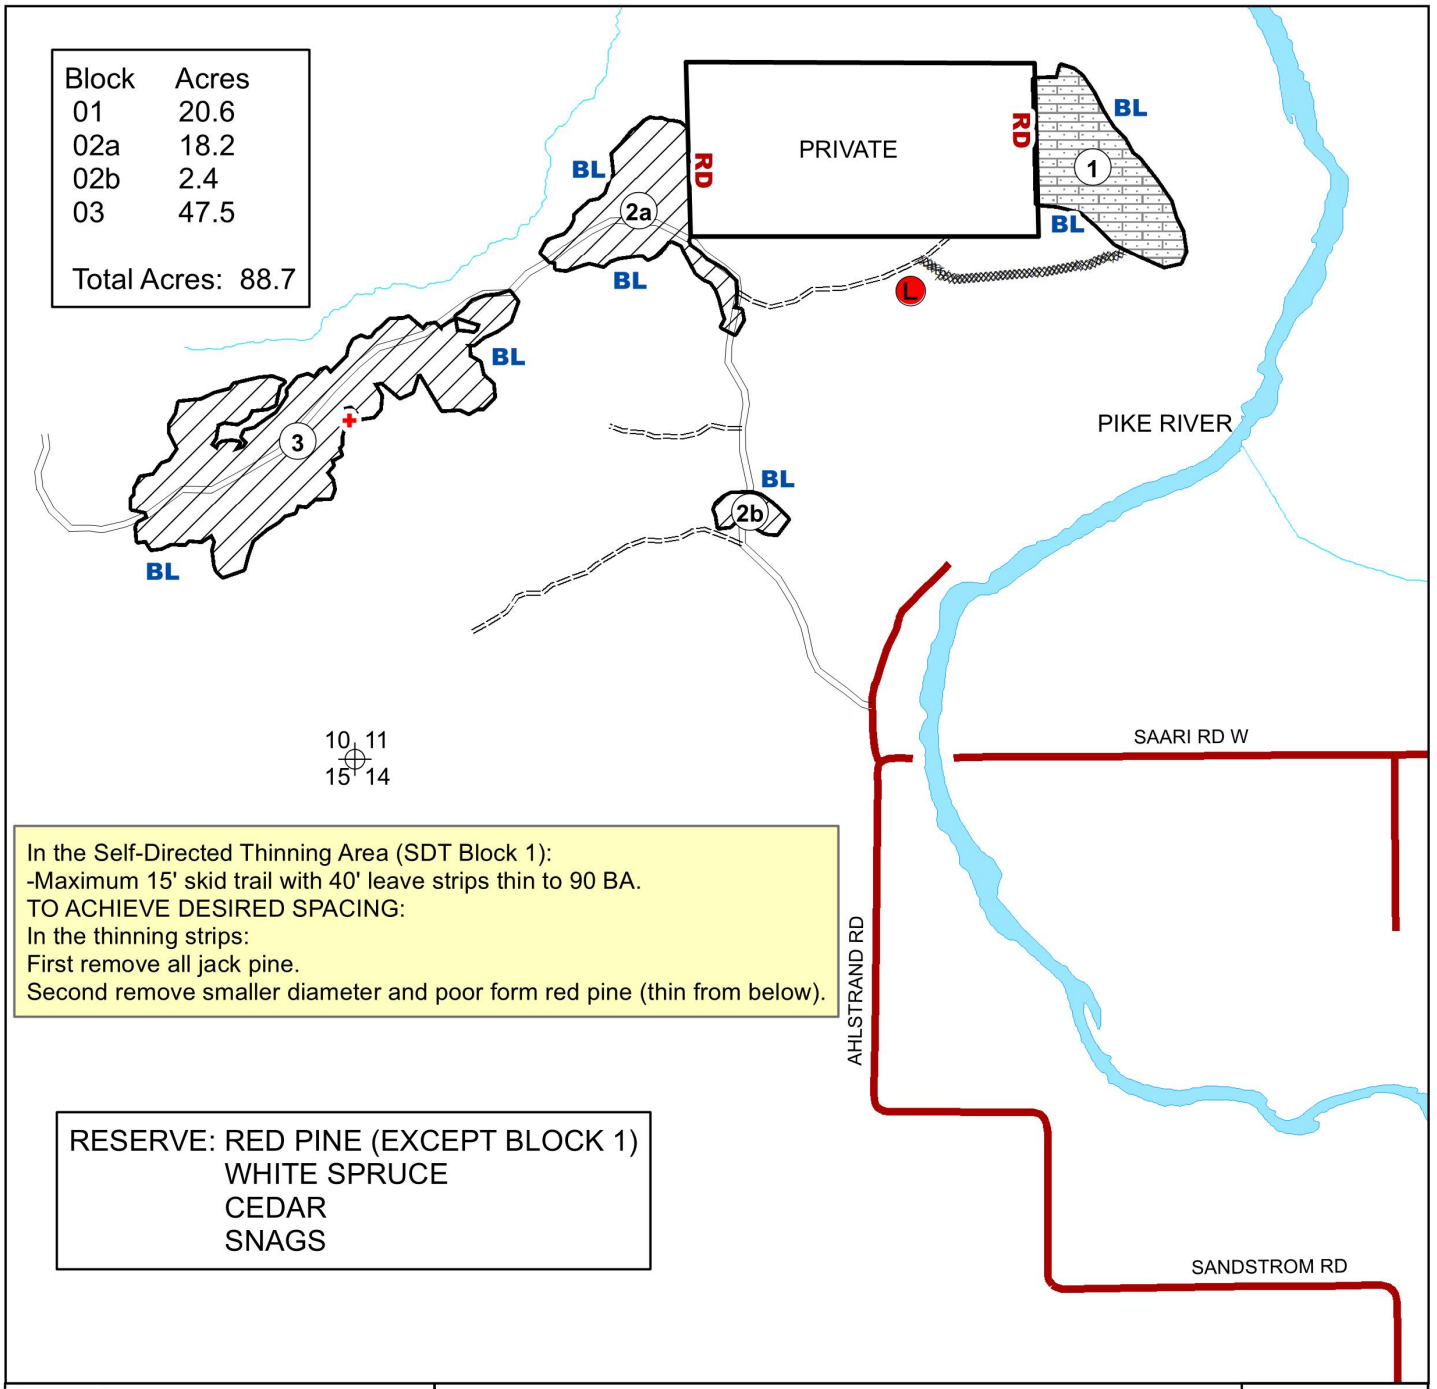 Block Acres
01 20.6
02a 18.2
02b 2.4
03 47.5
Total Acres: 88.7
PRIVATE
RD
RD
BL
1
BL
BL
2a
BL
L
BL
3
BL
BL
2b
PIKE RIVER
10 11
15 14
SAARI RD W
In the Self-Directed Thinning Area (SDT Block 1):
-Maximum 15' skid trail with 40' leave strips thin to 90 BA.
TO ACHIEVE DESIRED SPACING:
In the thinning strips:
First remove all jack pine.
Second remove smaller diameter and poor form red pine (thin from below).
AHLSTRAND RD
RESERVE: RED PINE (EXCEPT BLOCK 1)
WHITE SPRUCE
CEDAR
SNAGS
SANDSTROM RD